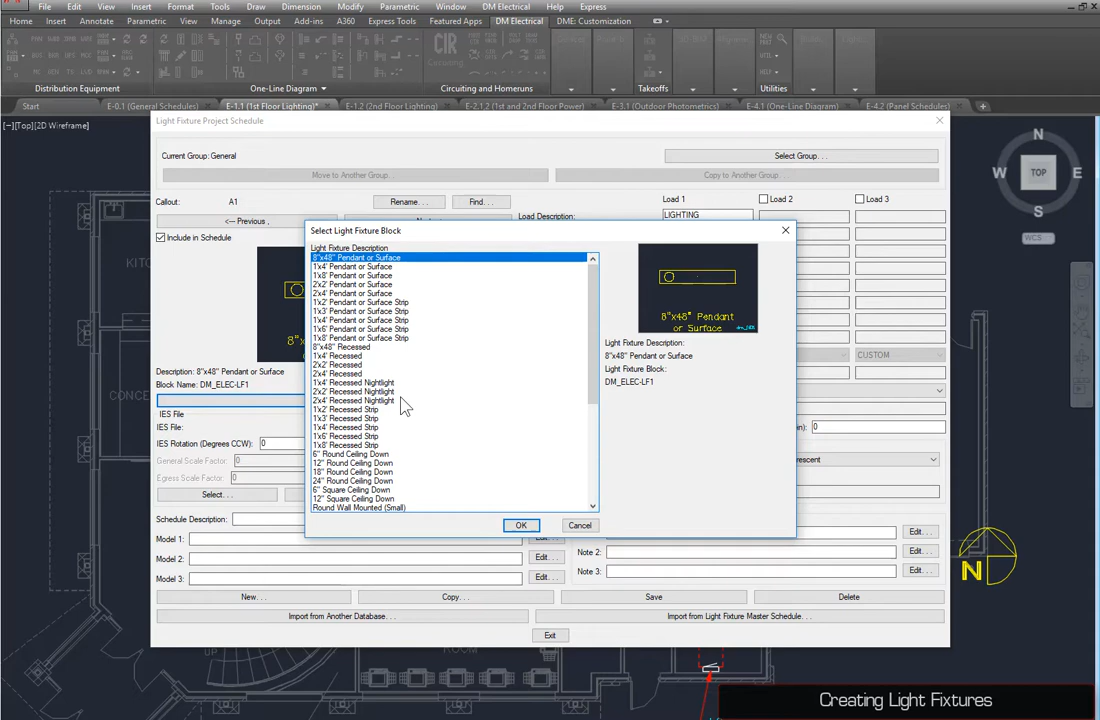 File Edit View Insert Format Tools Draw Dimension Modify Parametric Window DM Electrical Express
Home Insert Annotate Parametric View Manage Output Add-ins A360 Express Tools Featured Apps DM Electrical DME: Customization
CIR
Circuiting
Distribution Equipment One-Line Diagram Circuiting and Homeruns Takeoffs Utilities
Start E-0.1 (General Schedules) E-1.1 (1st Floor Lighting)* E-1.2 (2nd Floor Lighting) E-2.1,2 (1st and 2nd Floor Power) E-3.1 (Outdoor Photometrics) E-4.1 (One-Line Diagram) E-4.2 (Panel Schedules)
[−][Top][2D Wireframe]
Light Fixture Project Schedule
Current Group: General
Select Group. . .
Move to Another Group. . .
Copy to Another Group. . .
Callout: A1
Rename. . .
Find. . .
Load 1
Load 2
Load 3
<--- Previous ,
Load Description: LIGHTING
Include in Schedule
Select Light Fixture Block
Light Fixture Description
8"x48" Pendant or Surface
1'x4' Pendant or Surface
1'x8' Pendant or Surface
2'x2' Pendant or Surface
2'x4' Pendant or Surface
1'x2' Pendant or Surface Strip
1'x3' Pendant or Surface Strip
1'x4' Pendant or Surface Strip
1'x6' Pendant or Surface Strip
1'x8' Pendant or Surface Strip
8"x48" Recessed
1'x4' Recessed
2'x2' Recessed
2'x4' Recessed
1'x4' Recessed Nightlight
2'x2' Recessed Nightlight
2'x4' Recessed Nightlight
1'x2' Recessed Strip
1'x3' Recessed Strip
1'x4' Recessed Strip
1'x6' Recessed Strip
1'x8' Recessed Strip
6" Round Ceiling Down
12" Round Ceiling Down
18" Round Ceiling Down
24" Round Ceiling Down
6" Square Ceiling Down
12" Square Ceiling Down
Round Wall Mounted (Small)
8"x48" Pendant
or Surface
Light Fixture Description:
8"x48" Pendant or Surface
Light Fixture Block:
DM_ELEC-LF1
OK
Cancel
Description: 8"x48" Pendant or Surface
Block Name: DM_ELEC-LF1
CUSTOM
IES File
IES File:
IES Rotation (Degrees CCW): 0
General Scale Factor: 0
Egress Scale Factor: 0
Select. . .
0
Schedule Description:
Model 1:
Edit. . .
Model 2:
Edit. . .
Model 3:
Edit. . .
Edit. . .
Note 2:
Edit. . .
Note 3:
Edit. . .
New. . .
Copy. . .
Save
Delete
Import from Another Database. . .
Import from Light Fixture Master Schedule. . .
Exit
N
W
TOP
E
S
WCS
N
UP
ROOM
Creating Light Fixtures